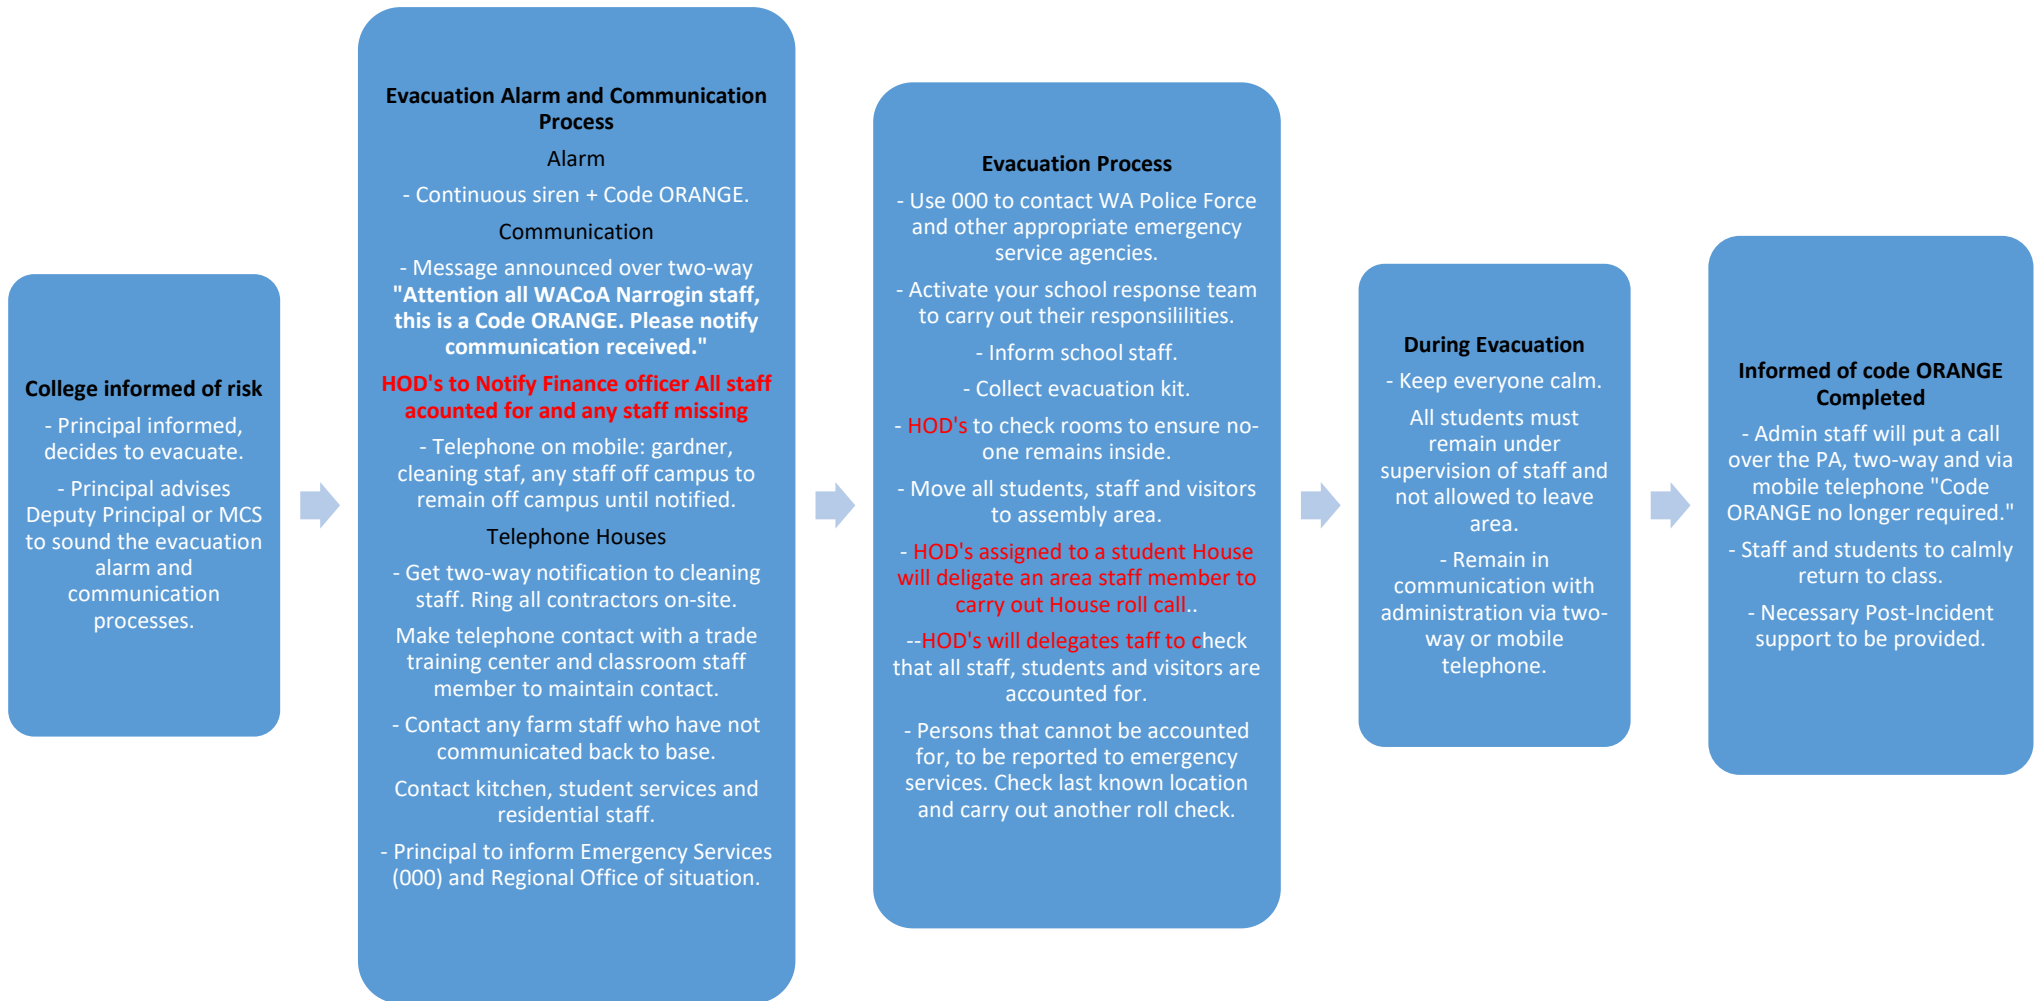 College informed of risk
- Principal informed,
decides to evacuate.
- Principal advises
Deputy Principal or MCS
to sound the evacuation
alarm and
communication
processes.
Evacuation Alarm and Communication
Process
Alarm
- Continuous siren + Code ORANGE.
Communication
- Message announced over two-way
"Attention all WACoA Narrogin staff,
this is a Code ORANGE. Please notify
communication received."
HOD's to Notify Finance officer All staff
acounted for and any staff missing
- Telephone on mobile: gardner,
cleaning staf, any staff off campus to
remain off campus until notified.
Telephone Houses
- Get two-way notification to cleaning
staff. Ring all contractors on-site.
Make telephone contact with a trade
training center and classroom staff
member to maintain contact.
- Contact any farm staff who have not
communicated back to base.
Contact kitchen, student services and
residential staff.
- Principal to inform Emergency Services
(000) and Regional Office of situation.
Evacuation Process
- Use 000 to contact WA Police Force
and other appropriate emergency
service agencies.
- Activate your school response team
to carry out their responsililities.
- Inform school staff.
- Collect evacuation kit.
- HOD's to check rooms to ensure no-
one remains inside.
- Move all students, staff and visitors
to assembly area.
- HOD's assigned to a student House
will deligate an area staff member to
carry out House roll call..
--HOD's will delegates taff to check
that all staff, students and visitors are
accounted for.
- Persons that cannot be accounted
for, to be reported to emergency
services. Check last known location
and carry out another roll check.
During Evacuation
- Keep everyone calm.
All students must
remain under
supervision of staff and
not allowed to leave
area.
- Remain in
communication with
administration via two-
way or mobile
telephone.
Informed of code ORANGE
Completed
- Admin staff will put a call
over the PA, two-way and via
mobile telephone "Code
ORANGE no longer required."
- Staff and students to calmly
return to class.
- Necessary Post-Incident
support to be provided.